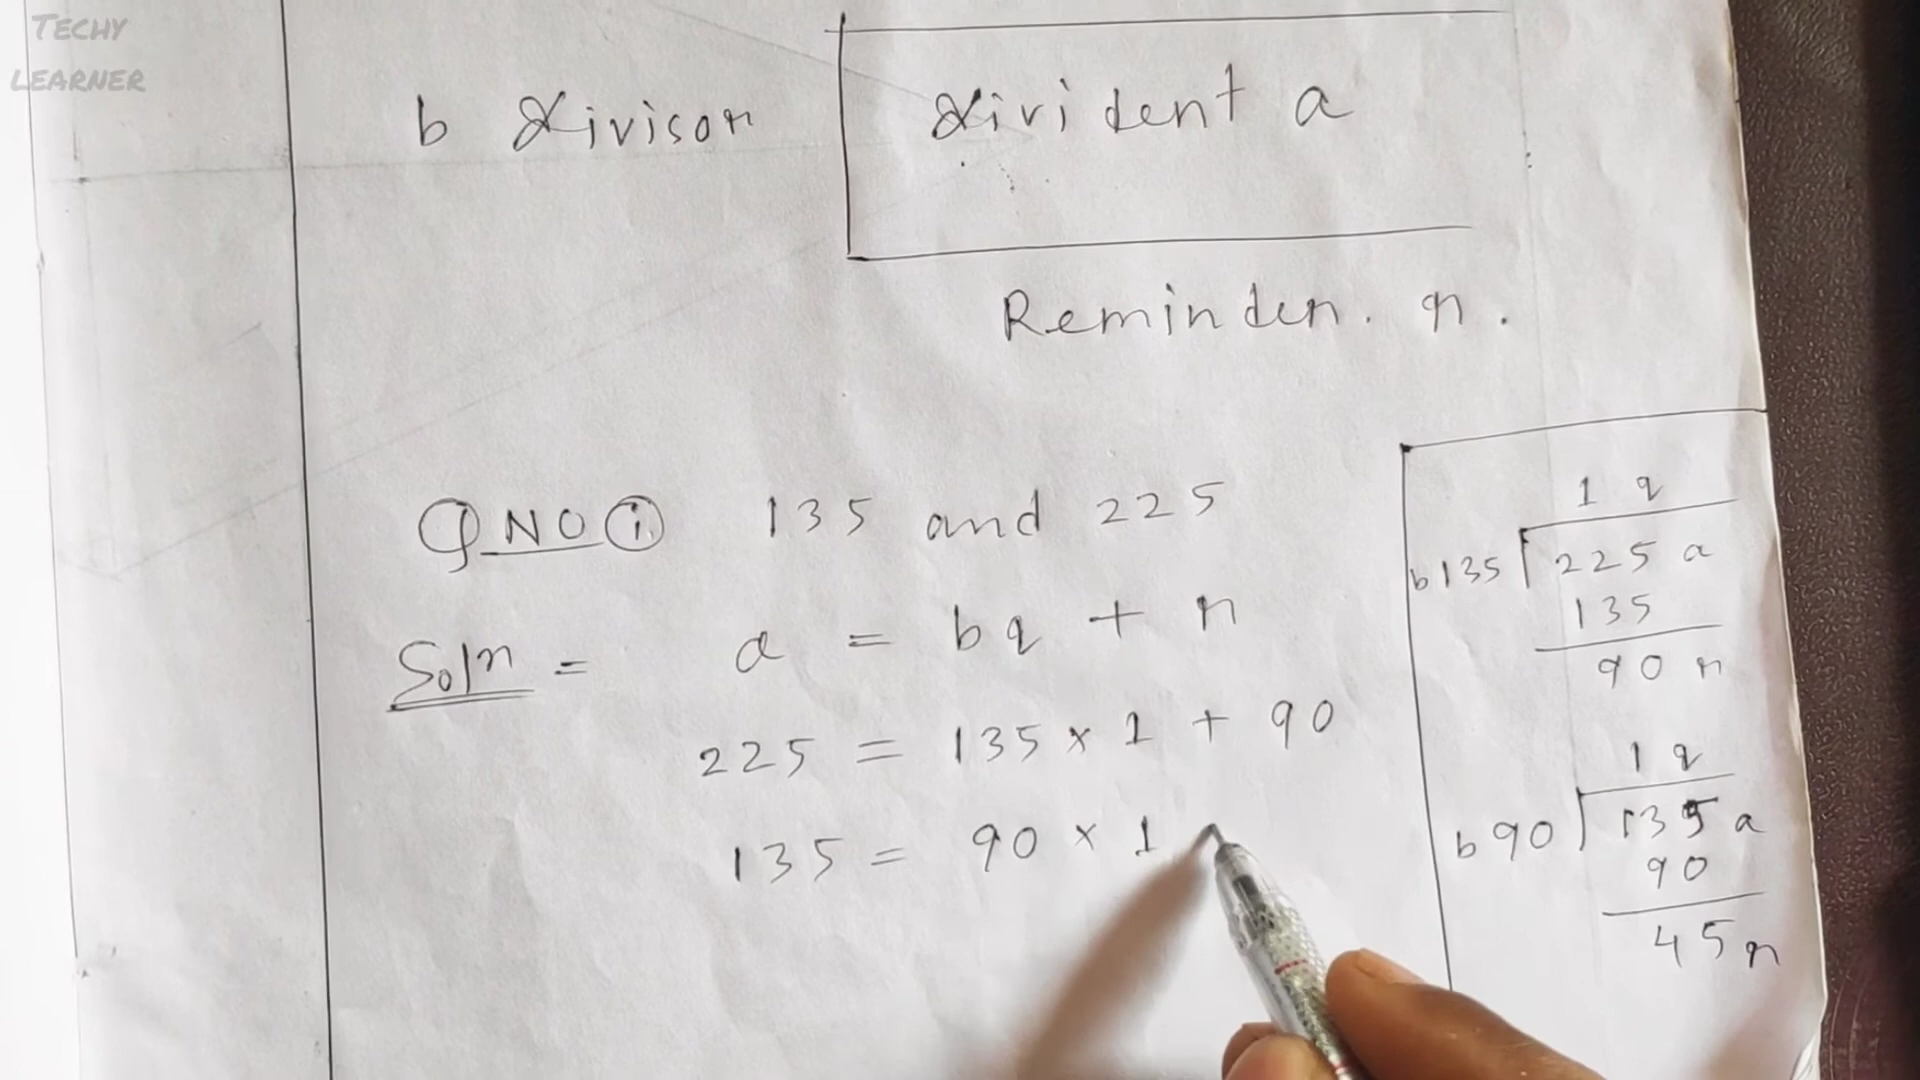 TECHY
LEARNER
b Divisor
Divident a
Reminder. r.
Q NO (i) 135 and 225
Soln = a = bq + r
225 = 135 × 1 + 90
135 = 90 × 1
1 q
b 135 225 a
135
90 r
1 q
b 90 135 a
90
45 r